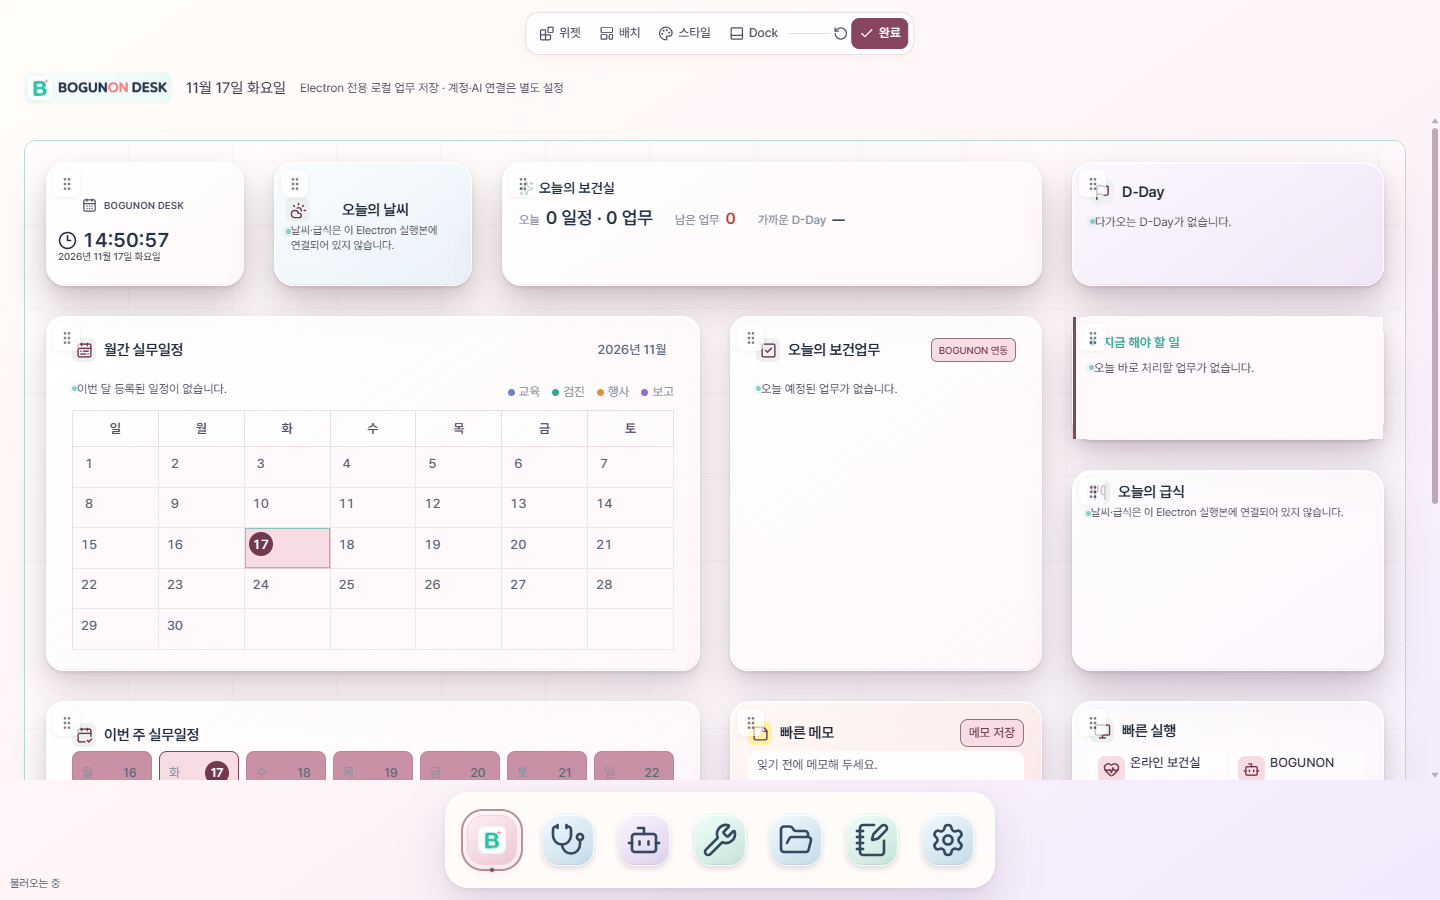 위젯
배치
스타일
Dock
완료
BOGUNON DESK
11월 17일 화요일
Electron 전용 로컬 업무 저장 · 계정·AI 연결은 별도 설정
BOGUNON DESK
14:50:57
2026년 11월 17일 화요일
오늘의 날씨
날씨·급식은 이 Electron 실행본에
연결되어 있지 않습니다.
오늘의 보건실
오늘 0 일정 · 0 업무 남은 업무 0 가까운 D-Day —
D-Day
다가오는 D-Day가 없습니다.
월간 실무일정
2026년 11월
이번 달 등록된 일정이 없습니다.
교육 검진 행사 보고
일 월 화 수 목 금 토
1 2 3 4 5 6 7
8 9 10 11 12 13 14
15 16 17 18 19 20 21
22 23 24 25 26 27 28
29 30
오늘의 보건업무
BOGUNON 연동
오늘 예정된 업무가 없습니다.
지금 해야 할 일
오늘 바로 처리할 업무가 없습니다.
오늘의 급식
날씨·급식은 이 Electron 실행본에 연결되어 있지 않습니다.
이번 주 실무일정
월 16 화 17 수 18 목 19 금 20 토 21 일 22
빠른 메모
메모 저장
잊기 전에 메모해 두세요.
빠른 실행
온라인 보건실
BOGUNON
B
불러오는 중